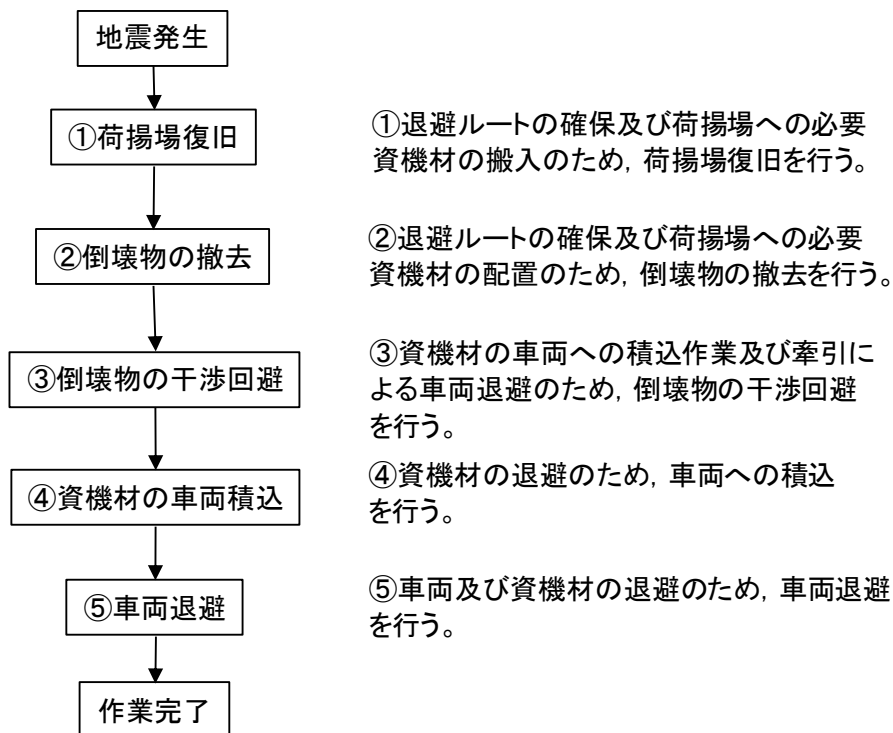 地震発生
①荷揚場復旧
①退避ルートの確保及び荷揚場への必要
資機材の搬入のため，荷揚場復旧を行う。
②倒壊物の撤去
②退避ルートの確保及び荷揚場への必要
資機材の配置のため，倒壊物の撤去を行う。
③倒壊物の干渉回避
③資機材の車両への積込作業及び牽引に
よる車両退避のため，倒壊物の干渉回避
を行う。
④資機材の車両積込
④資機材の退避のため，車両への積込
を行う。
⑤車両退避
⑤車両及び資機材の退避のため，車両退避
を行う。
作業完了